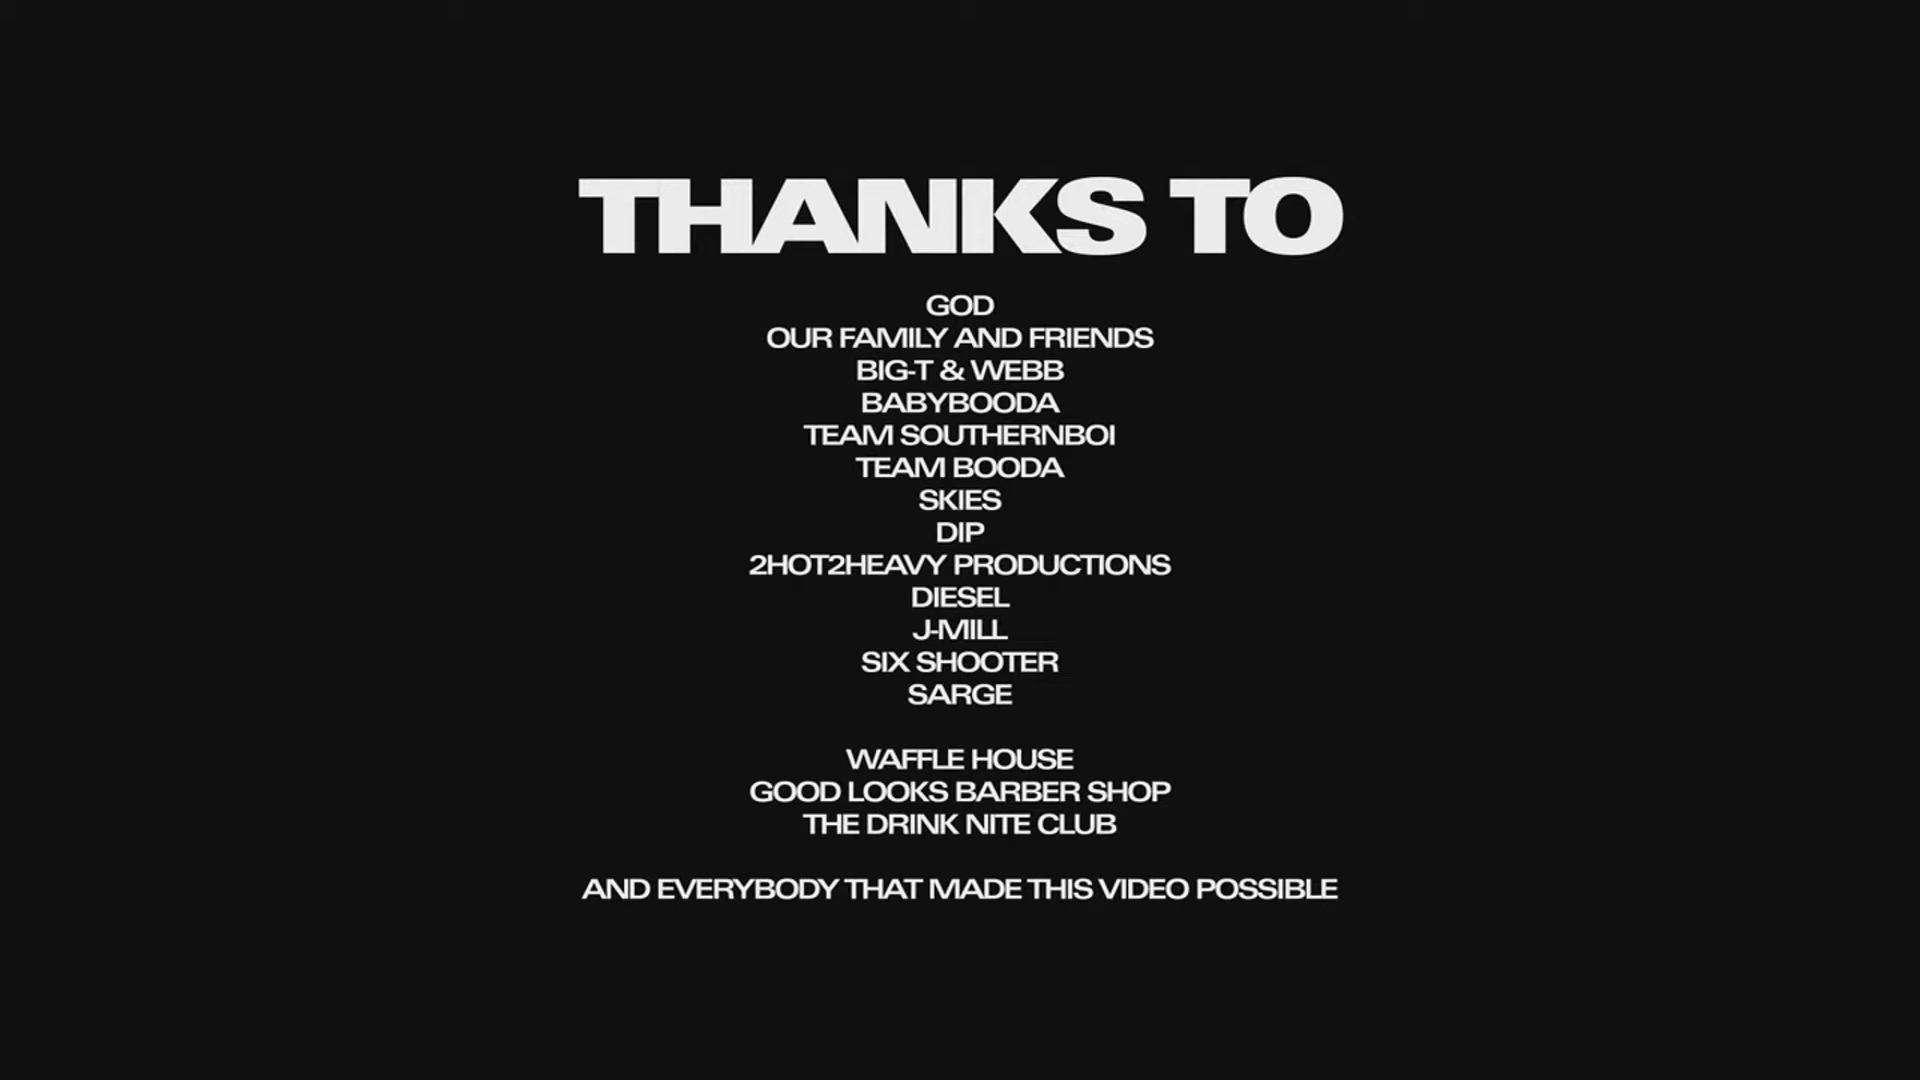 THANKS TO
GOD
OUR FAMILY AND FRIENDS
BIG-T & WEBB
BABYBOODA
TEAM SOUTHERNBOI
TEAM BOODA
SKIES
DIP
2HOT2HEAVY PRODUCTIONS
DIESEL
J-MILL
SIX SHOOTER
SARGE
WAFFLE HOUSE
GOOD LOOKS BARBER SHOP
THE DRINK NITE CLUB
AND EVERYBODY THAT MADE THIS VIDEO POSSIBLE